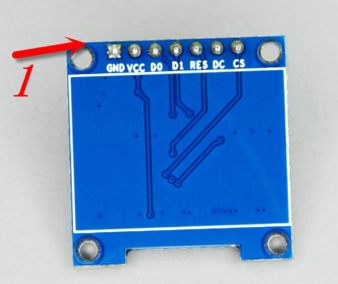 1
GND VCC D0 D1 RES DC CS